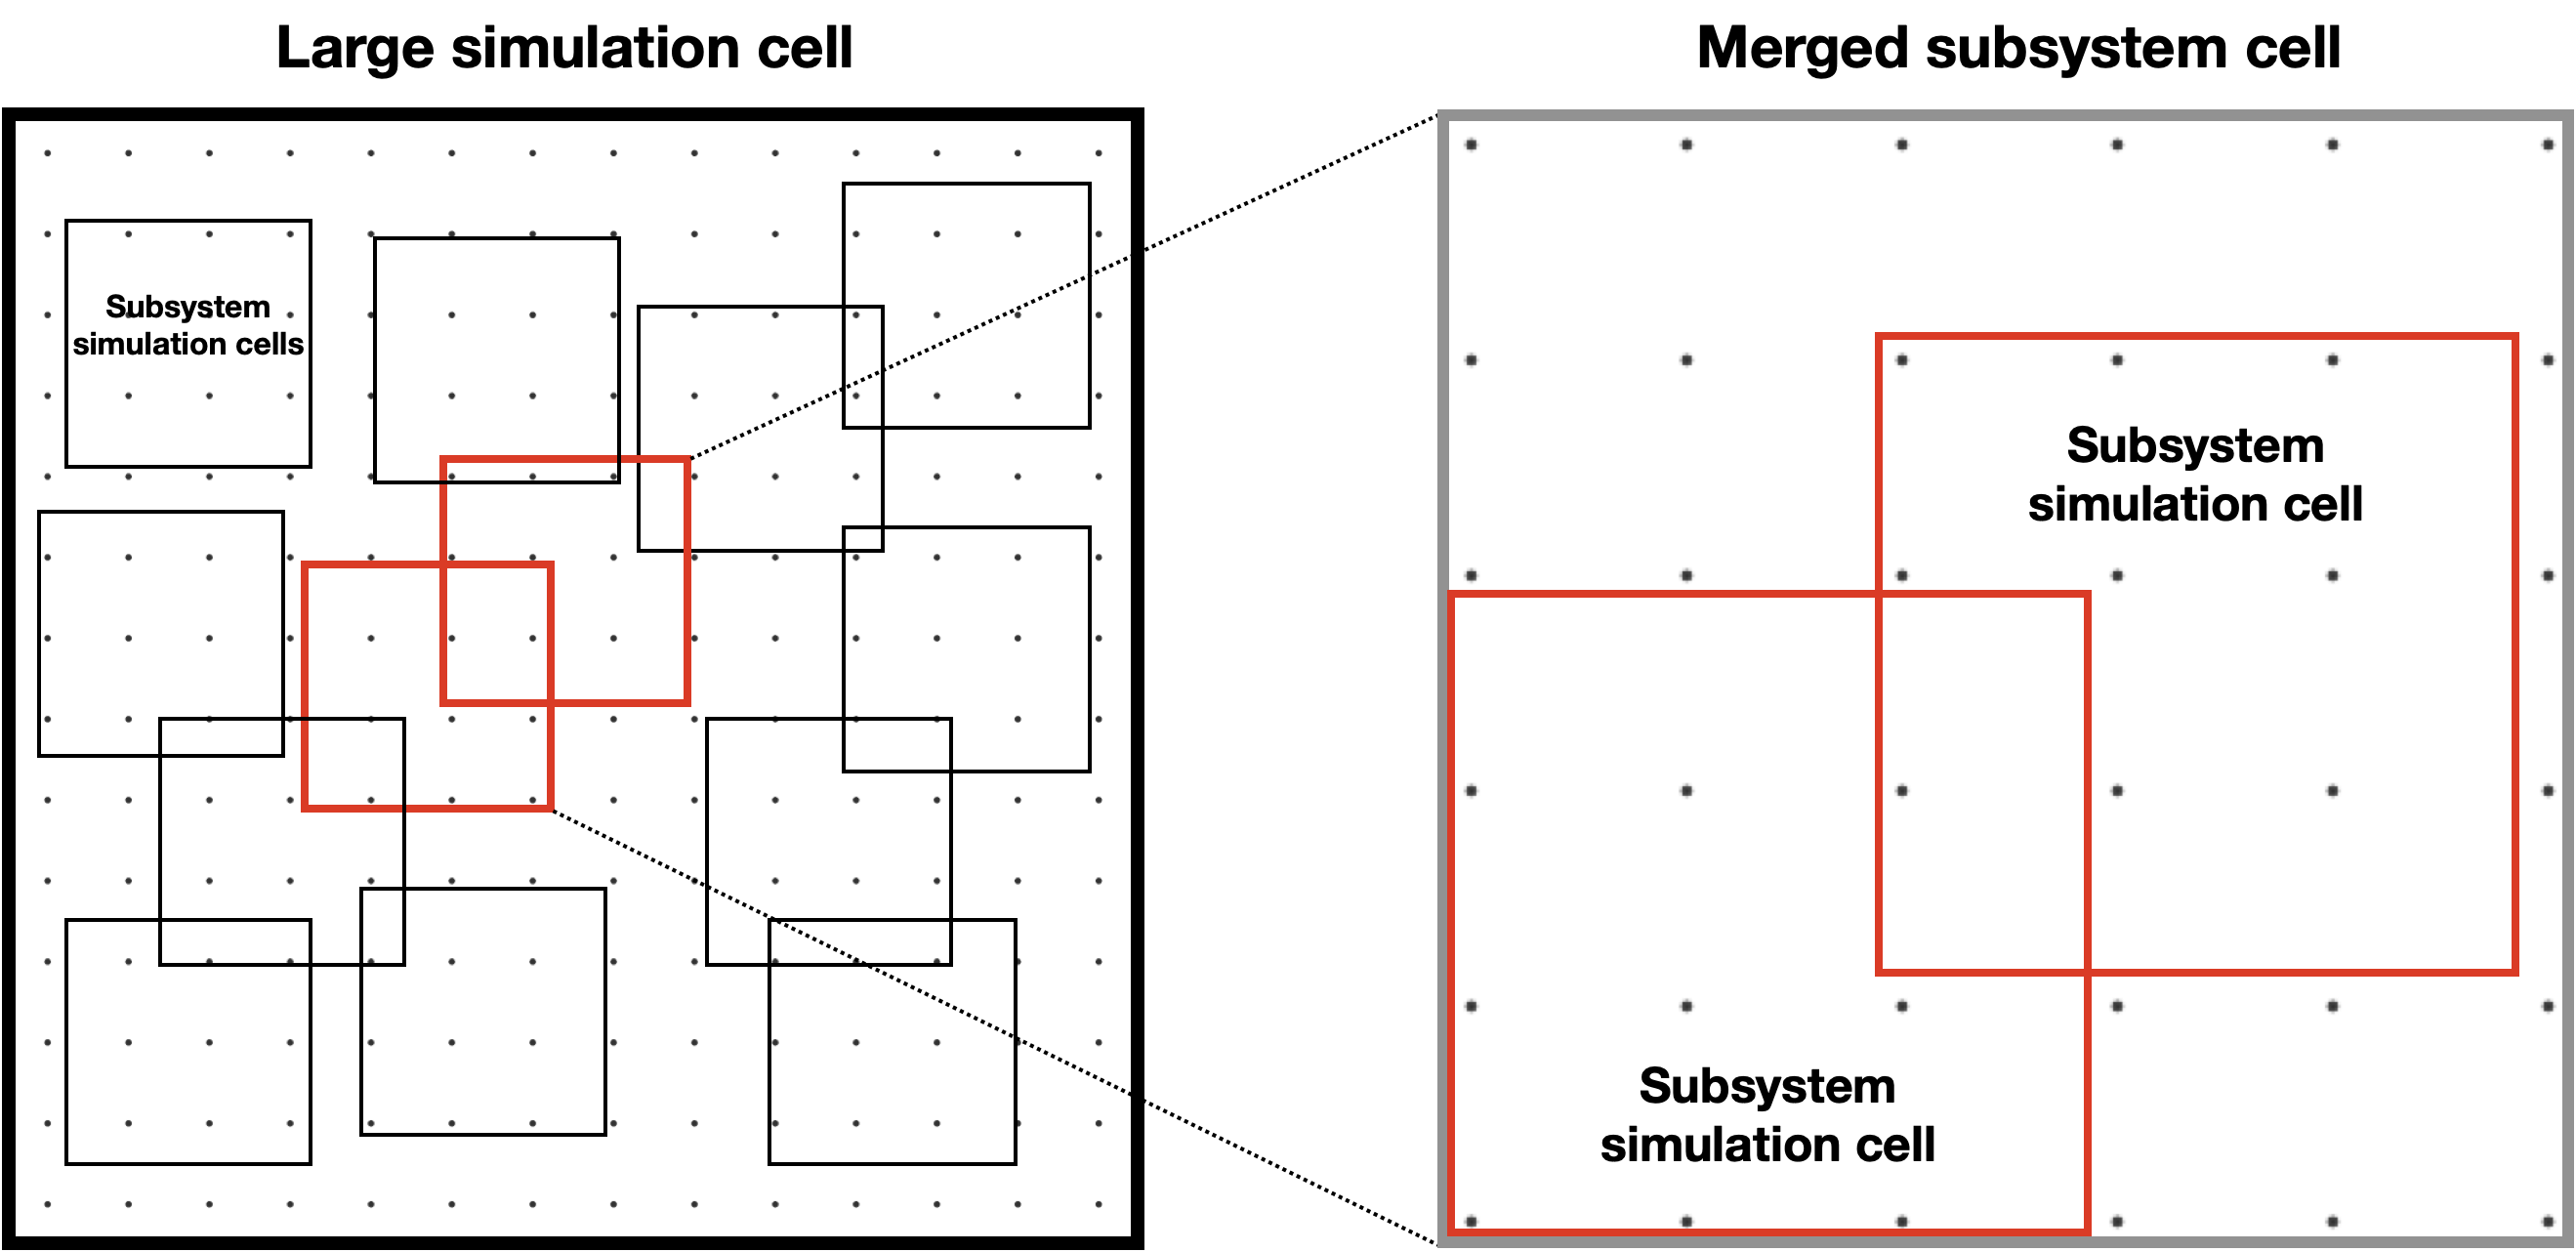 Large simulation cell
Merged subsystem cell
Subsystem
simulation cells
Subsystem
simulation cell
Subsystem
simulation cell